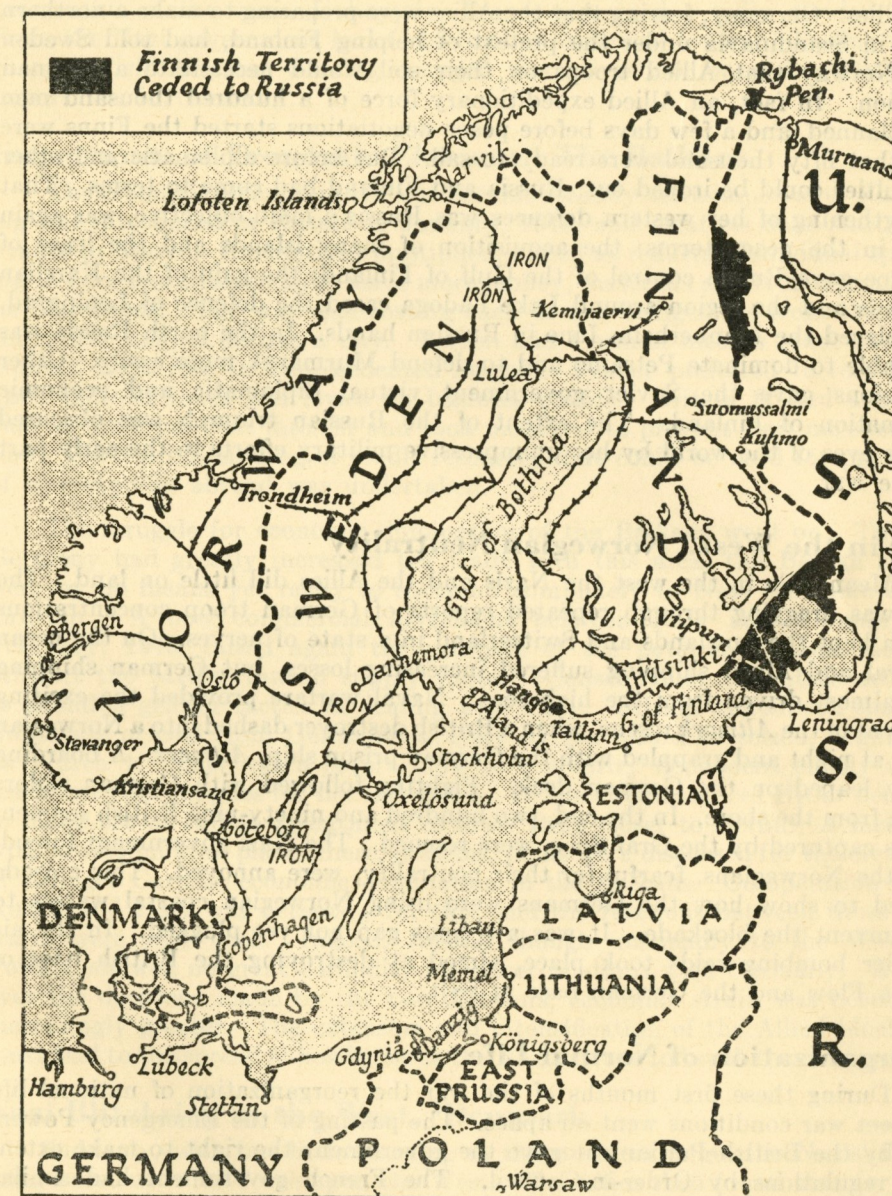 Finnish Territory
Ceded to Russia
Rybachi
Pen.
Murmans
U.
S.
S.
R.
Narvik
Lofoten Islands
FINLAND
IRON
IRON
Kemijaervi
NORWAY
SWEDEN
Lulea
Suomussalmi
Kuhmo
Gulf of Bothnia
Trondheim
Bergen
Viipuri
Helsinki
Dannemora
Oslo
IRON
Hangö
Åland Is.
Tallinn
G. of Finland
Leningrad
Stavanger
Stockholm
Kristiansand
Oxelösund
ESTONIA
Göteborg
IRON
Riga
DENMARK
Copenhagen
LATVIA
Libau
Memel
LITHUANIA
Gdynia
Danzig
Königsberg
Lübeck
Hamburg
Stettin
EAST
PRUSSIA
GERMANY
POLAND
Warsaw